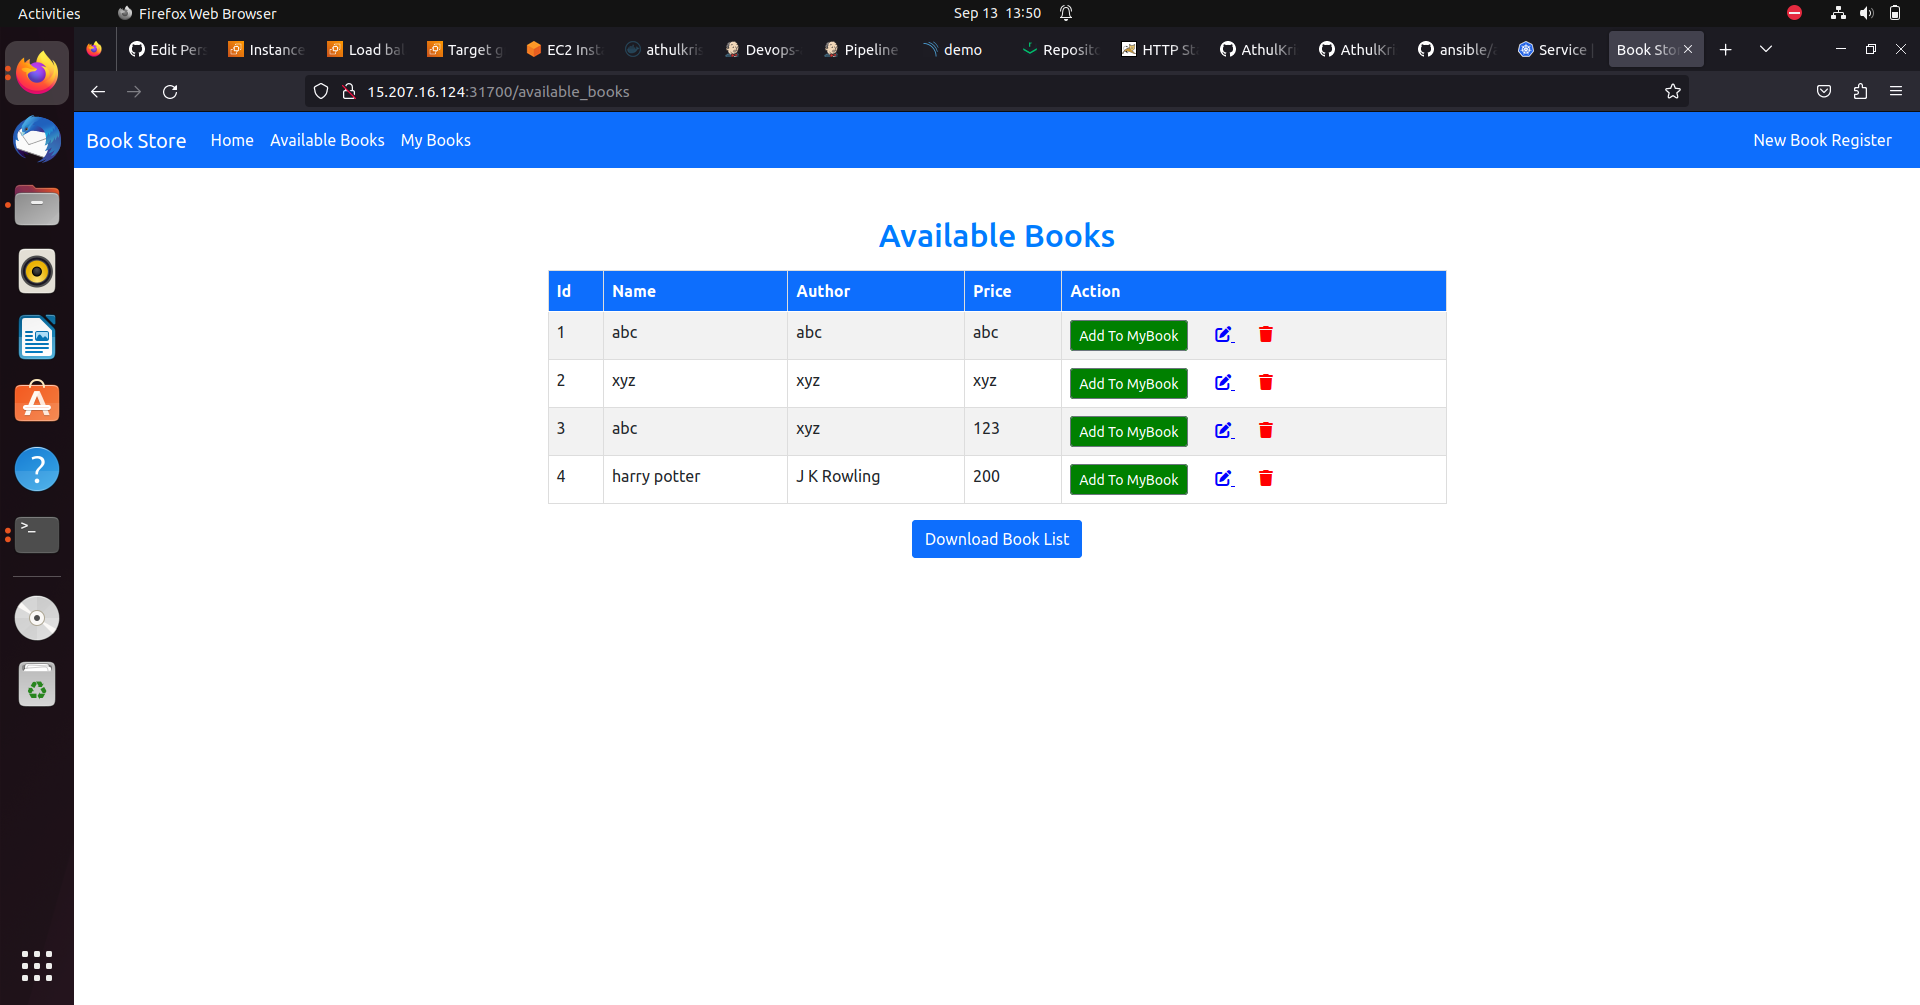 Activities Firefox Web Browser Sep 13 13:50
Edit Pers Instance Load bal Target g EC2 Inst athulkris Devops- Pipeline demo Reposito HTTP St AthulKri AthulKri ansible/ Service | Book Stor
15.207.16.124:31700/available_books
Book Store Home Available Books My Books New Book Register
Available Books
Id Name Author Price Action
1 abc abc abc Add To MyBook
2 xyz xyz xyz Add To MyBook
3 abc xyz 123 Add To MyBook
4 harry potter J K Rowling 200 Add To MyBook
Download Book List